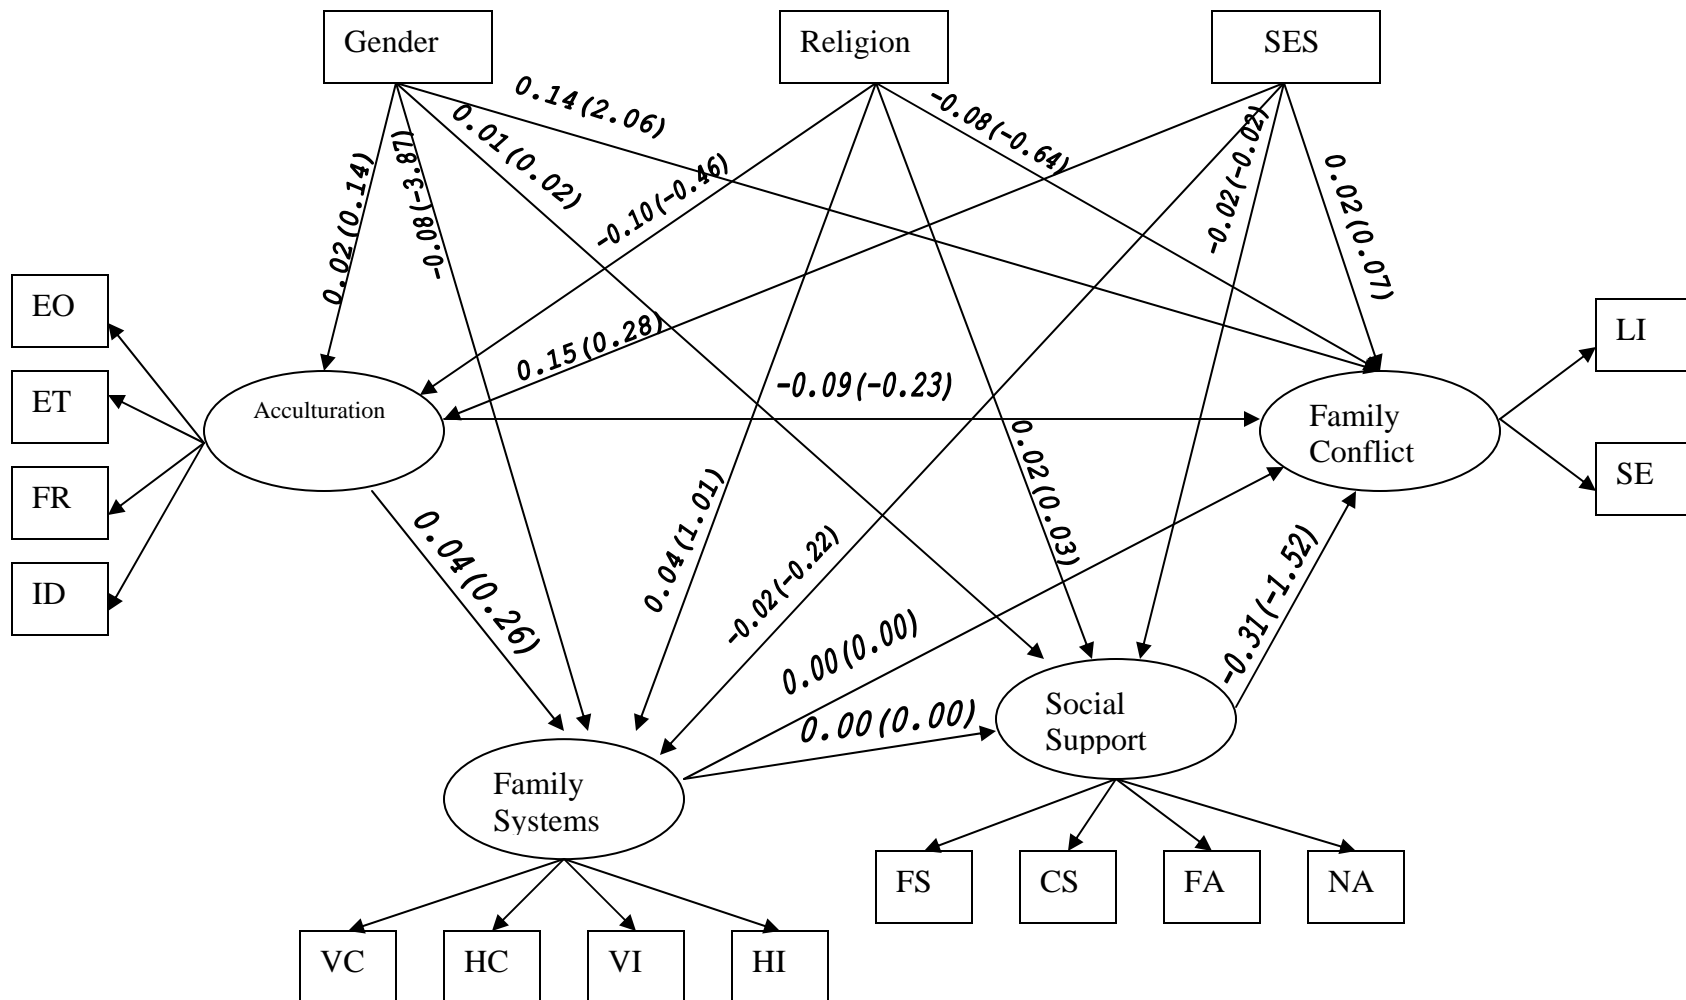 Gender
Religion
SES
0.14(2.06)
0.01(0.02)
-0.08(-3.87)
0.02(0.14)
-0.10(-0.46)
-0.08(-0.64)
-0.02(-0.02)
0.02(0.07)
EO
ET
FR
ID
Acculturation
0.15(0.28)
-0.09(-0.23)
Family
Conflict
LI
SE
0.04(0.26)
0.04(1.01)
-0.02(-0.22)
0.02(0.03)
0.00(0.00)
0.00(0.00)
-0.31(-1.52)
Social
Support
Family
Systems
FS
CS
FA
NA
VC
HC
VI
HI